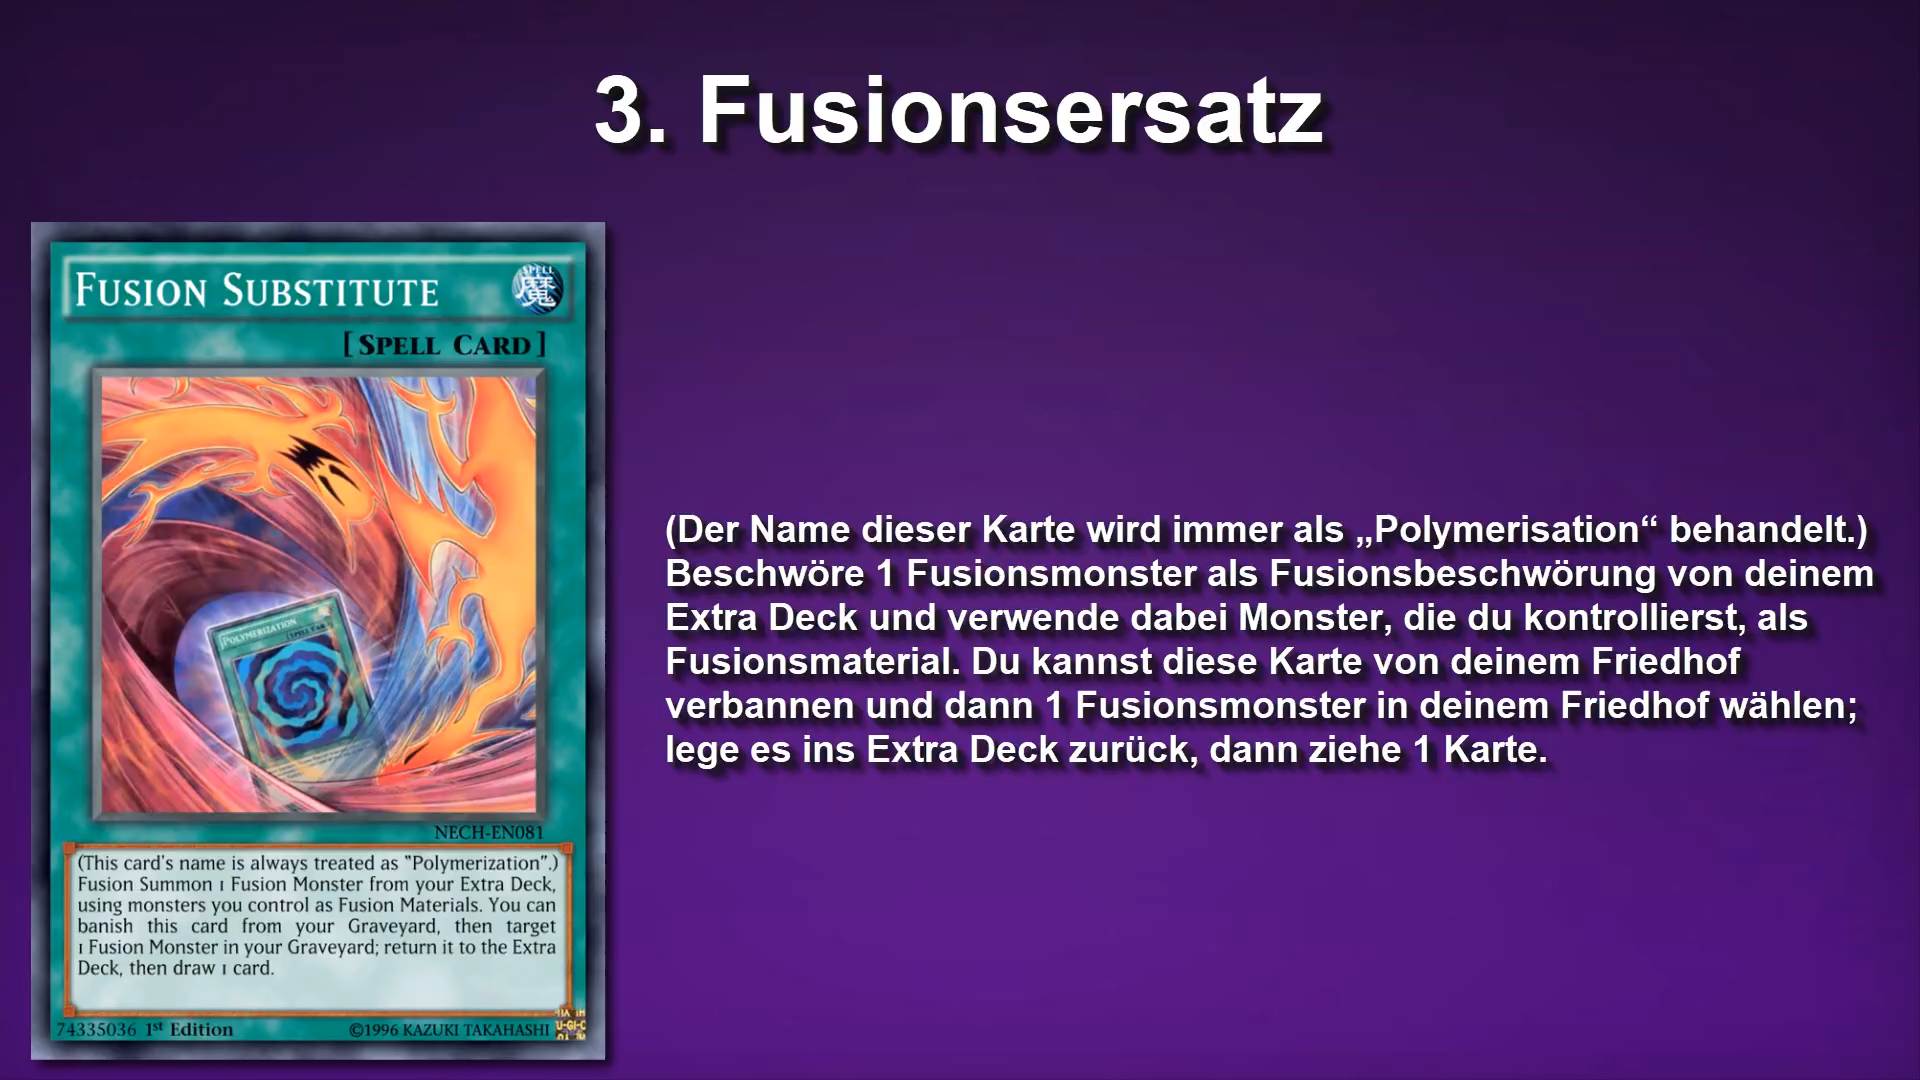 3. Fusionsersatz
FUSION SUBSTITUTE
SPELL
魔
[SPELL CARD]
POLYMERIZATION
NECH-EN081
(This card's name is always treated as "Polymerization".)
Fusion Summon 1 Fusion Monster from your Extra Deck,
using monsters you control as Fusion Materials. You can
banish this card from your Graveyard, then target
1 Fusion Monster in your Graveyard; return it to the Extra
Deck, then draw 1 card.
74335036 1st Edition
©1996 KAZUKI TAKAHASHI
(Der Name dieser Karte wird immer als „Polymerisation“ behandelt.)
Beschwöre 1 Fusionsmonster als Fusionsbeschwörung von deinem
Extra Deck und verwende dabei Monster, die du kontrollierst, als
Fusionsmaterial. Du kannst diese Karte von deinem Friedhof
verbannen und dann 1 Fusionsmonster in deinem Friedhof wählen;
lege es ins Extra Deck zurück, dann ziehe 1 Karte.